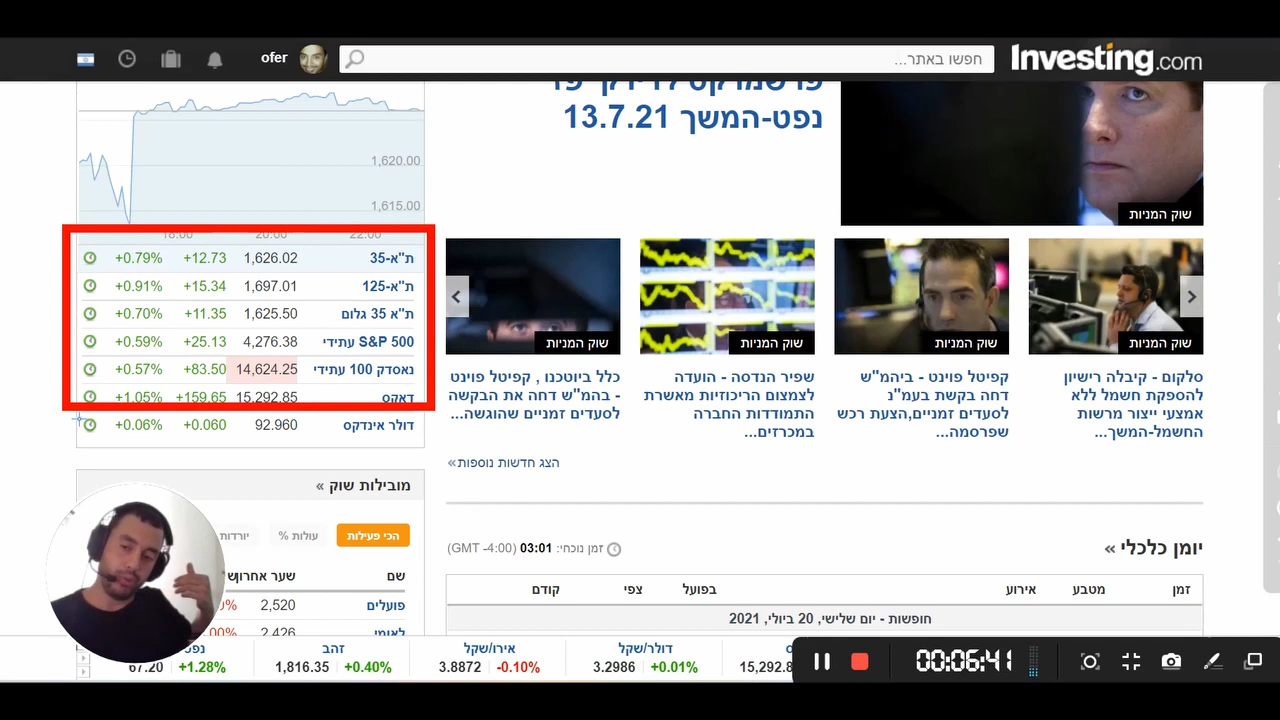 ofer
חפשו באתר...
Investing.com
נפט-המשך 13.7.21
שוק המניות
1,620.00
1,615.00
18:00 20:00 22:00
ת"א-35 1,626.02 +12.73 +0.79%
ת"א-125 1,697.01 +15.34 +0.91%
ת"א 35 גלום 1,625.50 +11.35 +0.70%
S&P 500 עתידי 4,276.38 +25.13 +0.59%
נאסדק 100 עתידי 14,624.25 +83.50 +0.57%
דאקס 15,292.85 +159.65 +1.05%
דולר אינדקס 92.960 +0.060 +0.06%
שוק המניות
סלקום - קיבלה רישיון
להספקת חשמל ללא
אמצעי ייצור מרשות
החשמל-המשך...
שוק המניות
קפיטל פוינט - ביהמ"ש
דחה בקשת בעמ"נ
לסעדים זמניים,הצעת רכש
שפרסמה...
שוק המניות
שפיר הנדסה - הועדה
לצמצום הריכוזיות מאשרת
התמודדות החברה
במכרזים...
שוק המניות
כלל ביוטכנו , קפיטל פוינט
- בהמ"ש דחה את הבקשה
לסעדים זמניים שהוגשה...
הצג חדשות נוספות»
מובילות שוק »
הכי פעילות
עולות %
יורדות
שם שער אחרון
פועלים 2,520
לאומי 2,426
יומן כלכלי »
זמן נוכחי: 03:01 (GMT -4:00)
זמן מטבע אירוע בפועל צפי קודם
חופשות - יום שלישי, 20 ביולי, 2021
15,292.8
דולר/שקל
3.2986 +0.01%
אירו/שקל
3.8872 -0.10%
זהב
1,816.35 +0.40%
נפט
67.20 +1.28%
00:06:41